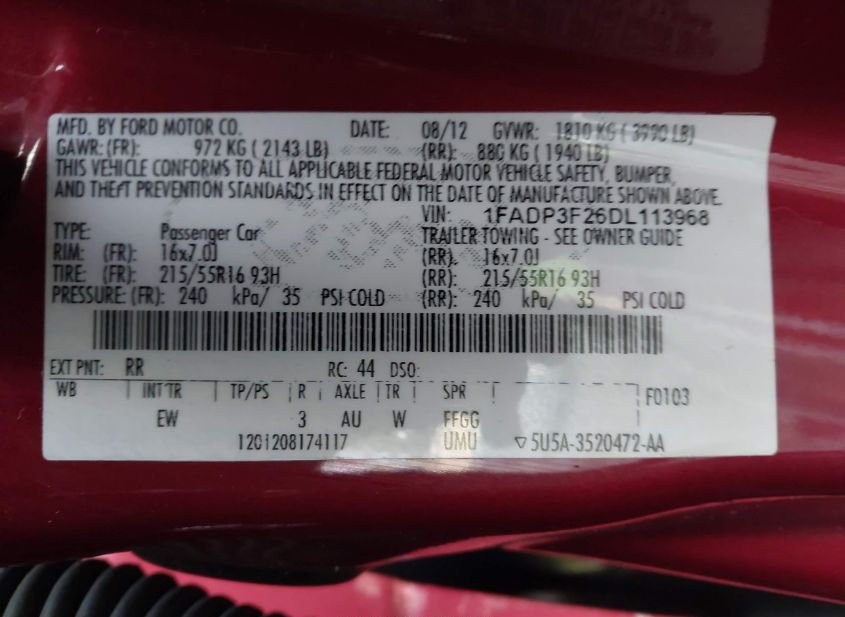 MFD. BY FORD MOTOR CO. DATE: 08/12 GVWR: 1810 KG ( 3990 LB)
GAWR: (FR): 972 KG ( 2143 LB) (RR): 880 KG ( 1940 LB)
THIS VEHICLE CONFORMS TO ALL APPLICABLE FEDERAL MOTOR VEHICLE SAFETY, BUMPER,
AND THEFT PREVENTION STANDARDS IN EFFECT ON THE DATE OF MANUFACTURE SHOWN ABOVE.
VIN: 1FADP3F26DL113968
TYPE: Passenger Car TRAILER TOWING - SEE OWNER GUIDE
RIM: (FR): 16x7.0J (RR): 16x7.0J
TIRE: (FR): 215/55R16 93H (RR): 215/55R16 93H
PRESSURE: (FR): 240 kPa/ 35 PSI COLD (RR): 240 kPa/ 35 PSI COLD
EXT PNT: RR RC: 44 DSO:
WB INT TR TP/PS R AXLE TR SPR F0103
EW 3 AU W FFGG
1201208174117 UMU ▽5U5A-3520472-AA